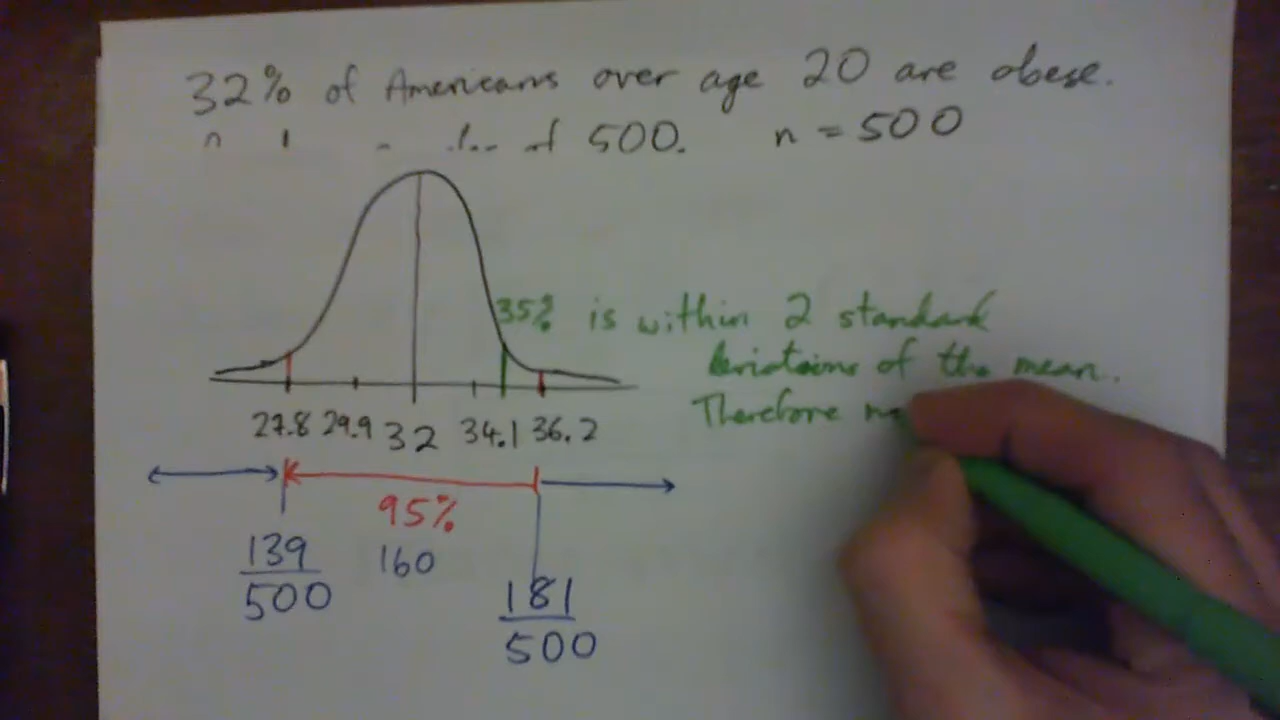 32% of Americans over age 20 are obese.
of 500. n = 500
35% is within 2 standard
deviations of the mean.
Therefore
27.8 29.9 32 34.1 36.2
95%
139
500
160
181
500